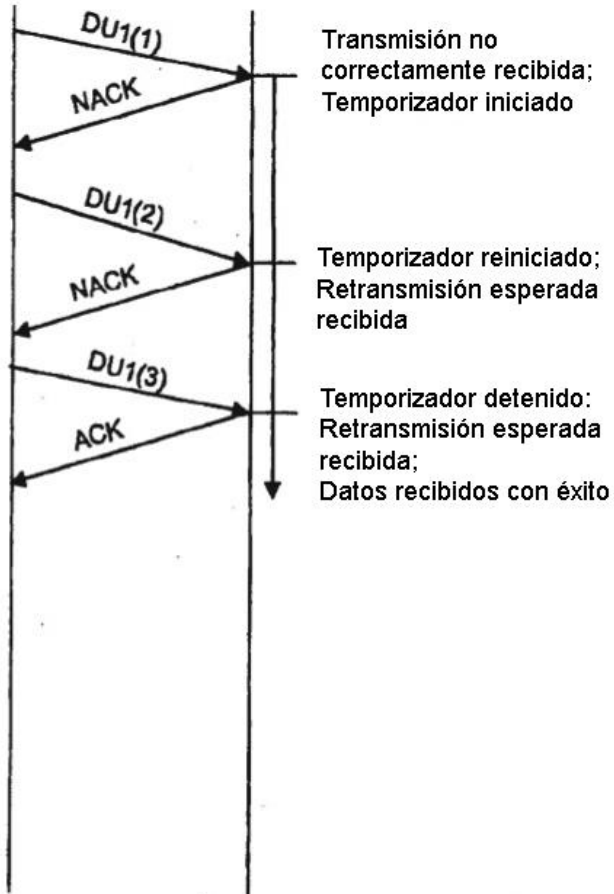 DU1(1)
Transmisión no
correctamente recibida;
Temporizador iniciado
NACK
DU1(2)
Temporizador reiniciado;
Retransmisión esperada
recibida
NACK
DU1(3)
Temporizador detenido:
Retransmisión esperada
recibida;
Datos recibidos con éxito
ACK